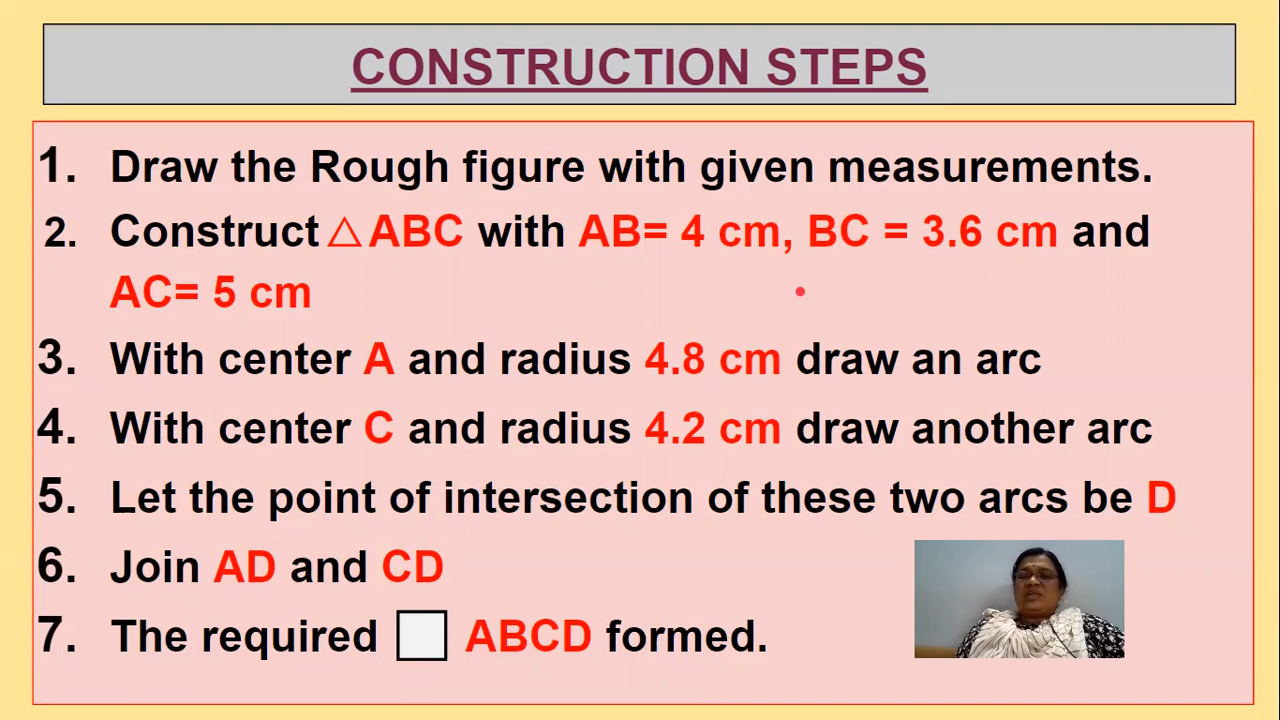 CONSTRUCTION STEPS
1. Draw the Rough figure with given measurements.
2. Construct △ ABC with AB= 4 cm, BC = 3.6 cm and
AC= 5 cm
3. With center A and radius 4.8 cm draw an arc
4. With center C and radius 4.2 cm draw another arc
5. Let the point of intersection of these two arcs be D
6. Join AD and CD
7. The required □ ABCD formed.